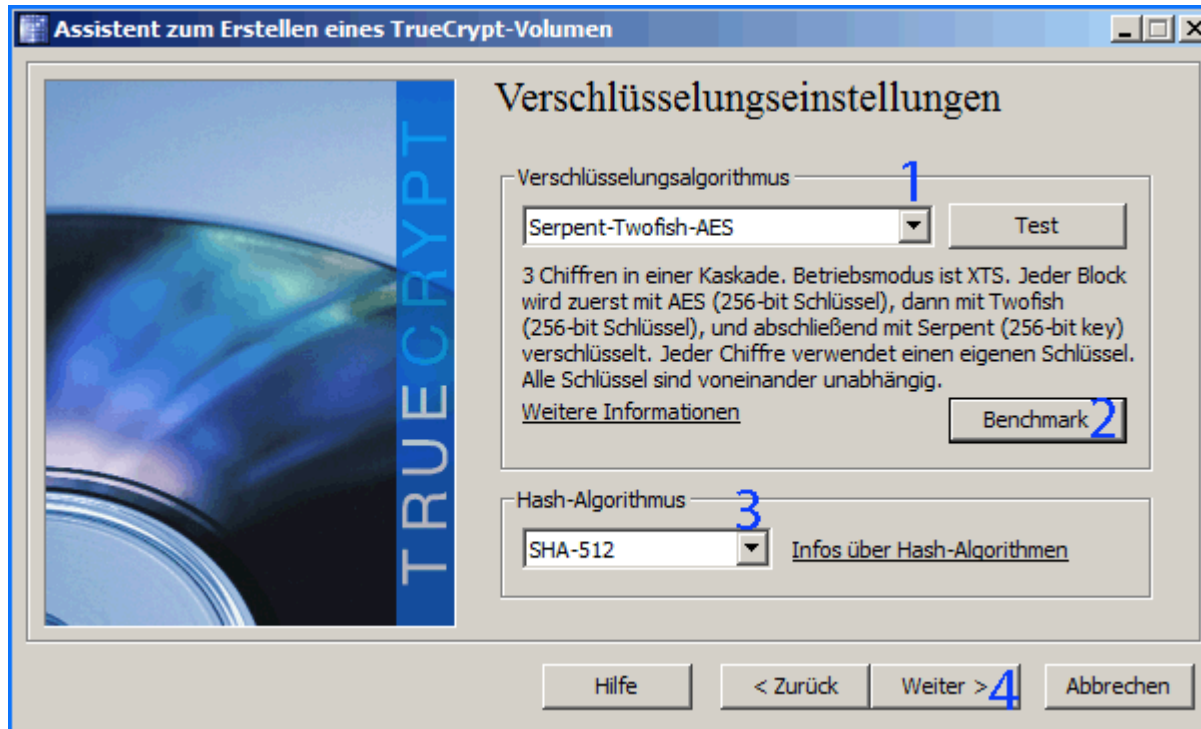 Assistent zum Erstellen eines TrueCrypt-Volumen
TRUECRYPT
Verschlüsselungseinstellungen
Verschlüsselungsalgorithmus
1
Serpent-Twofish-AES
Test
3 Chiffren in einer Kaskade. Betriebsmodus ist XTS. Jeder Block
wird zuerst mit AES (256-bit Schlüssel), dann mit Twofish
(256-bit Schlüssel), und abschließend mit Serpent (256-bit key)
verschlüsselt. Jeder Chiffre verwendet einen eigenen Schlüssel.
Alle Schlüssel sind voneinander unabhängig.
Weitere Informationen
Benchmark 2
Hash-Algorithmus
3
SHA-512
Infos über Hash-Algorithmen
Hilfe
< Zurück
Weiter > 4
Abbrechen